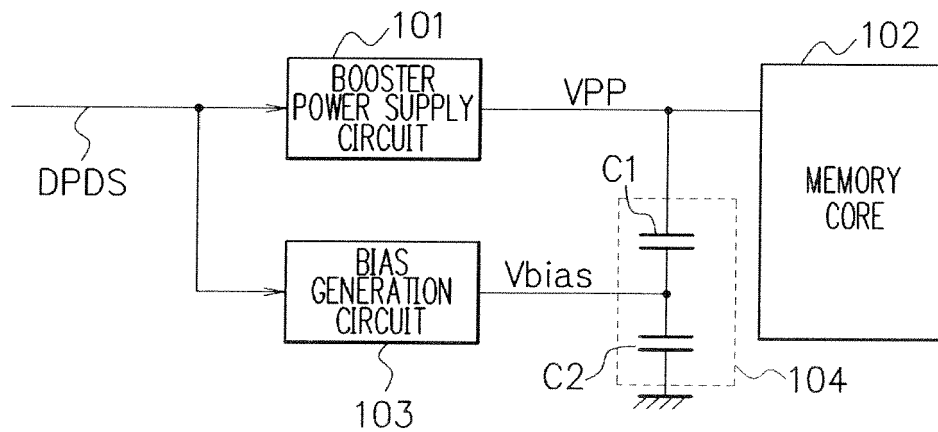 101
102
BOOSTER
POWER SUPPLY
CIRCUIT
VPP
DPDS
C1
MEMORY
CORE
BIAS
GENERATION
CIRCUIT
Vbias
C2
104
103